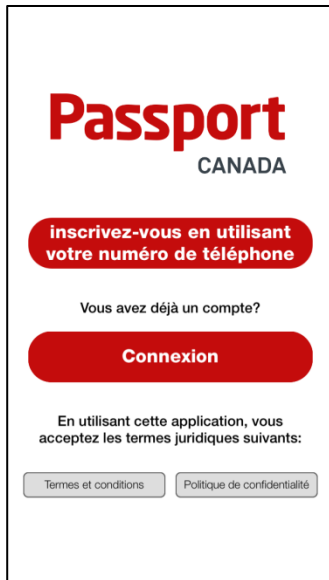 Passport
CANADA
inscrivez-vous en utilisant
votre numéro de téléphone
Vous avez déjà un compte?
Connexion
En utilisant cette application, vous
acceptez les termes juridiques suivants:
Termes et conditions
Politique de confidentialité